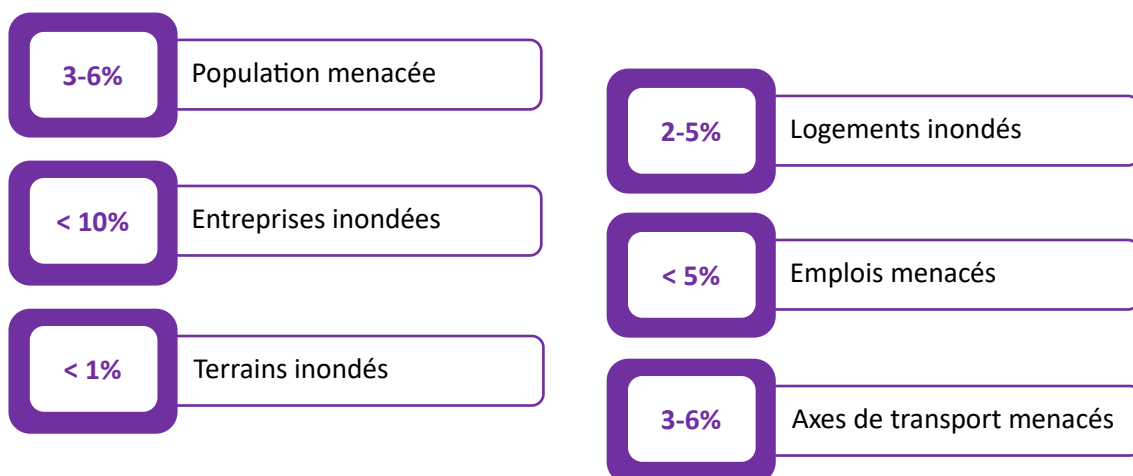 3-6% Population menacée
< 10% Entreprises inondées
< 1% Terrains inondés
2-5% Logements inondés
< 5% Emplois menacés
3-6% Axes de transport menacés